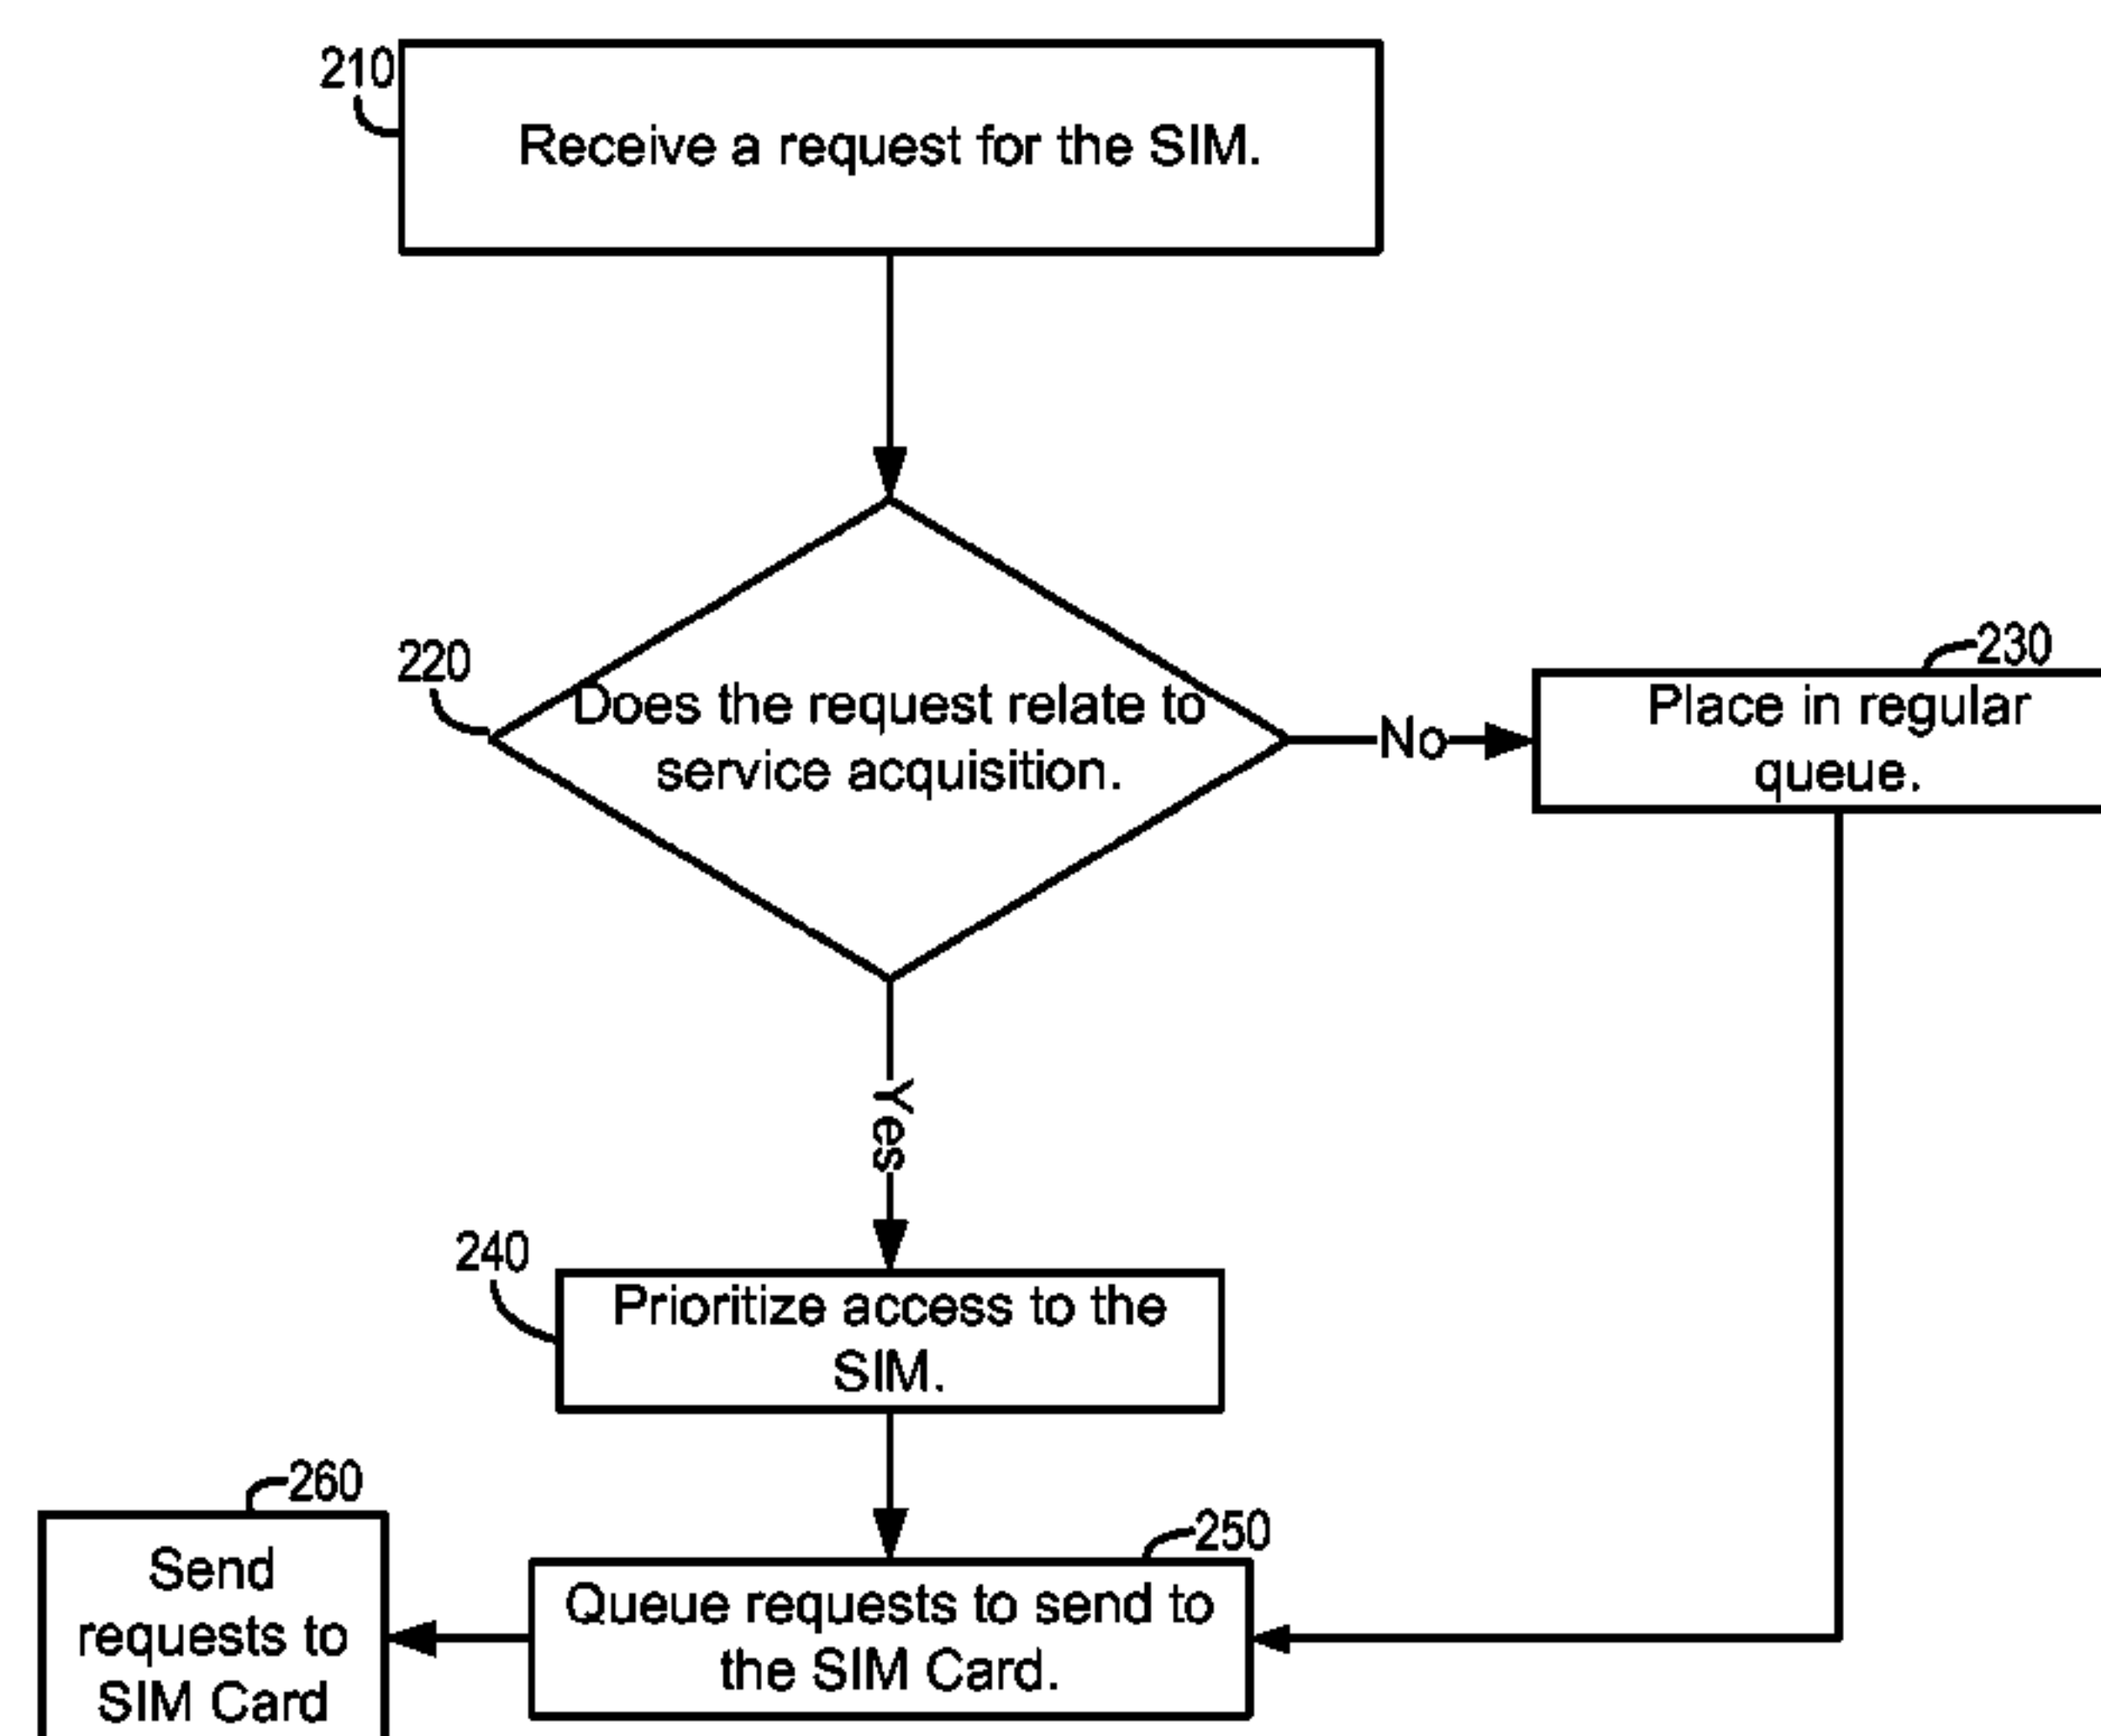 210
Receive a request for the SIM.
220
Does the request relate to
service acquisition.
No
230
Place in regular
queue.
Yes
240
Prioritize access to the
SIM.
260
Send
requests to
SIM Card
250
Queue requests to send to
the SIM Card.